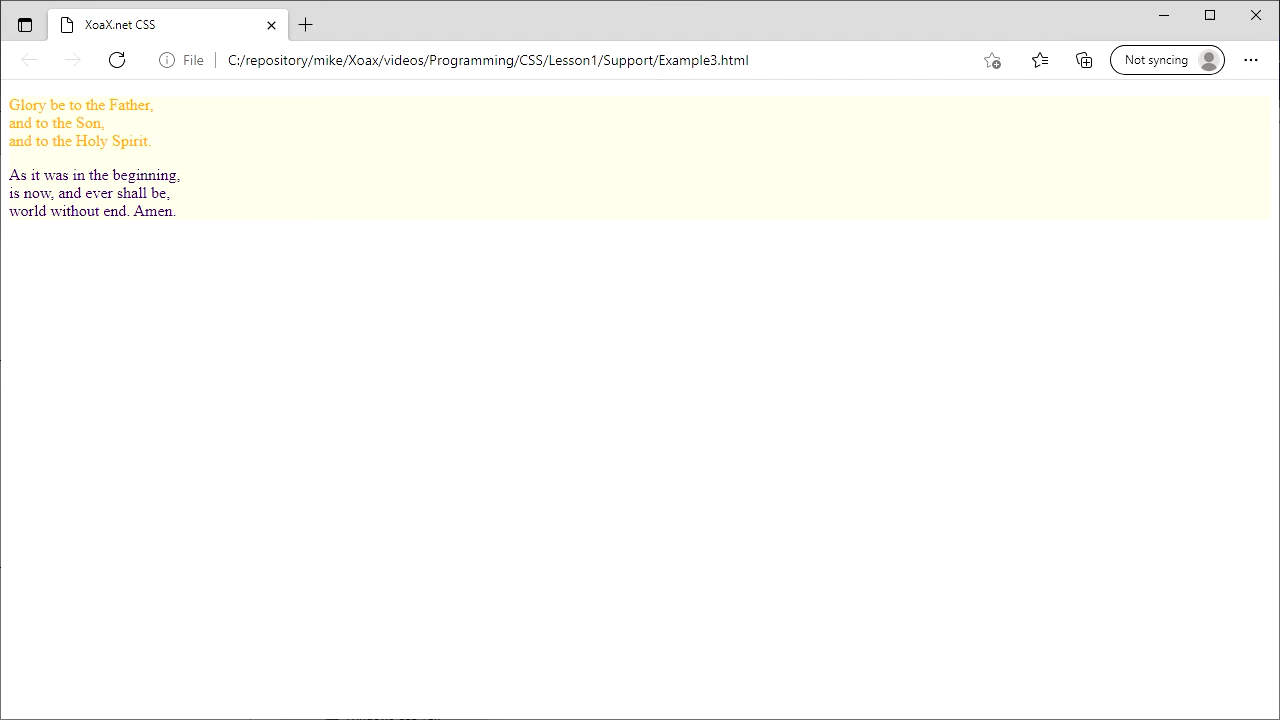 XoaX.net CSS
File
C:/repository/mike/Xoax/videos/Programming/CSS/Lesson1/Support/Example3.html
Not syncing
Glory be to the Father,
and to the Son,
and to the Holy Spirit.
As it was in the beginning,
is now, and ever shall be,
world without end. Amen.